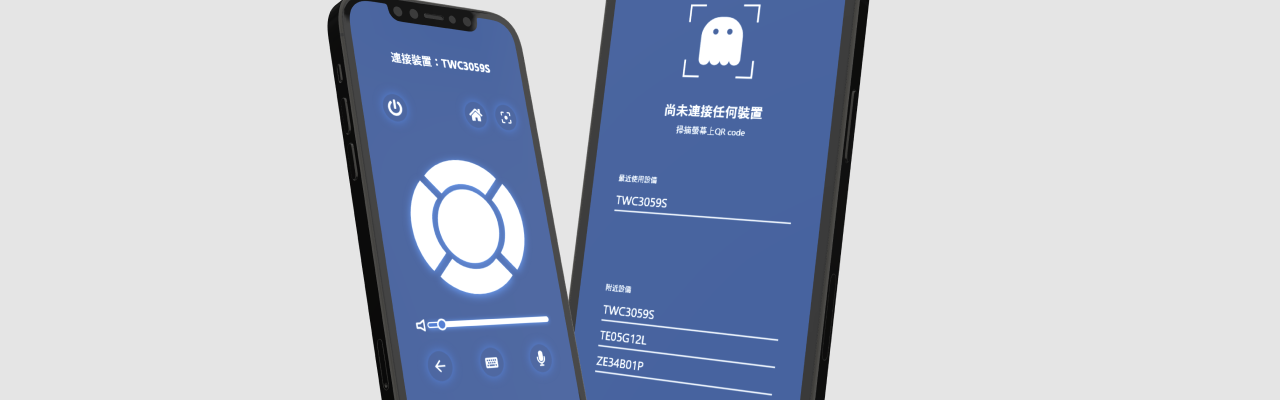 連接裝置：TWC3059S
尚未連接任何裝置
掃描螢幕上QR code
最近使用設備
TWC3059S
附近設備
TWC3059S
TE05G12L
ZE34B01P